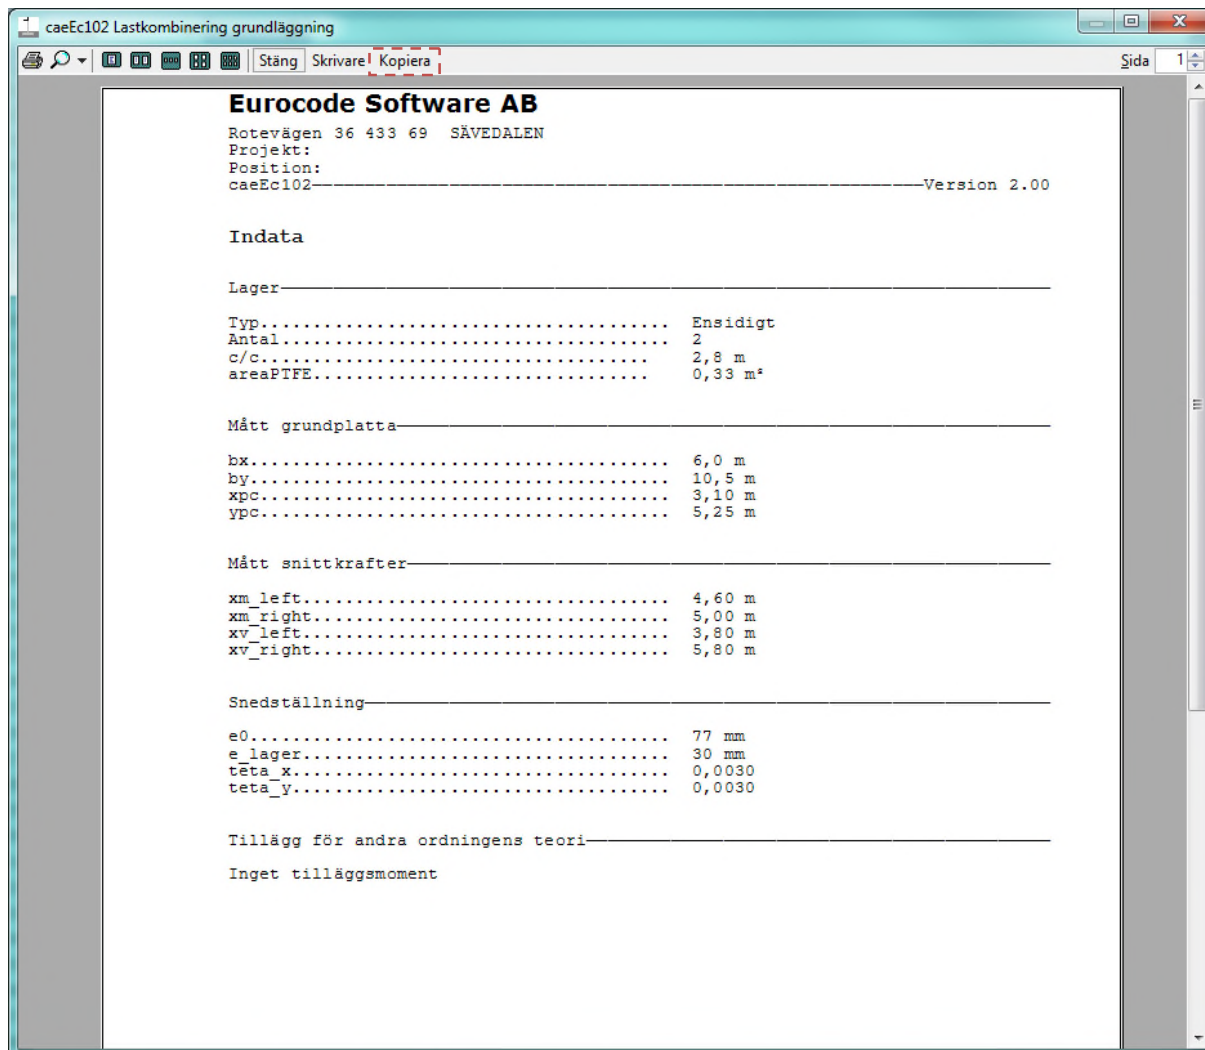 caeEc102 Lastkombinering grundläggning
Stäng Skrivare Kopiera Sida 1
Eurocode Software AB
Rotevägen 36 433 69 SÄVEDALEN
Projekt:
Position:
caeEc102 Version 2.00
Indata
Lager
Typ....................................... Ensidigt
Antal..................................... 2
c/c..................................... 2,8 m
areaPTFE................................ 0,33 m²
Mått grundplatta
bx........................................ 6,0 m
by........................................ 10,5 m
xpc....................................... 3,10 m
ypc....................................... 5,25 m
Mått snittkrafter
xm_left................................... 4,60 m
xm_right.................................. 5,00 m
xv_left................................... 3,80 m
xv_right.................................. 5,80 m
Snedställning
e0........................................ 77 mm
e_lager................................... 30 mm
teta_x.................................... 0,0030
teta_y.................................... 0,0030
Tillägg för andra ordningens teori
Inget tilläggsmoment